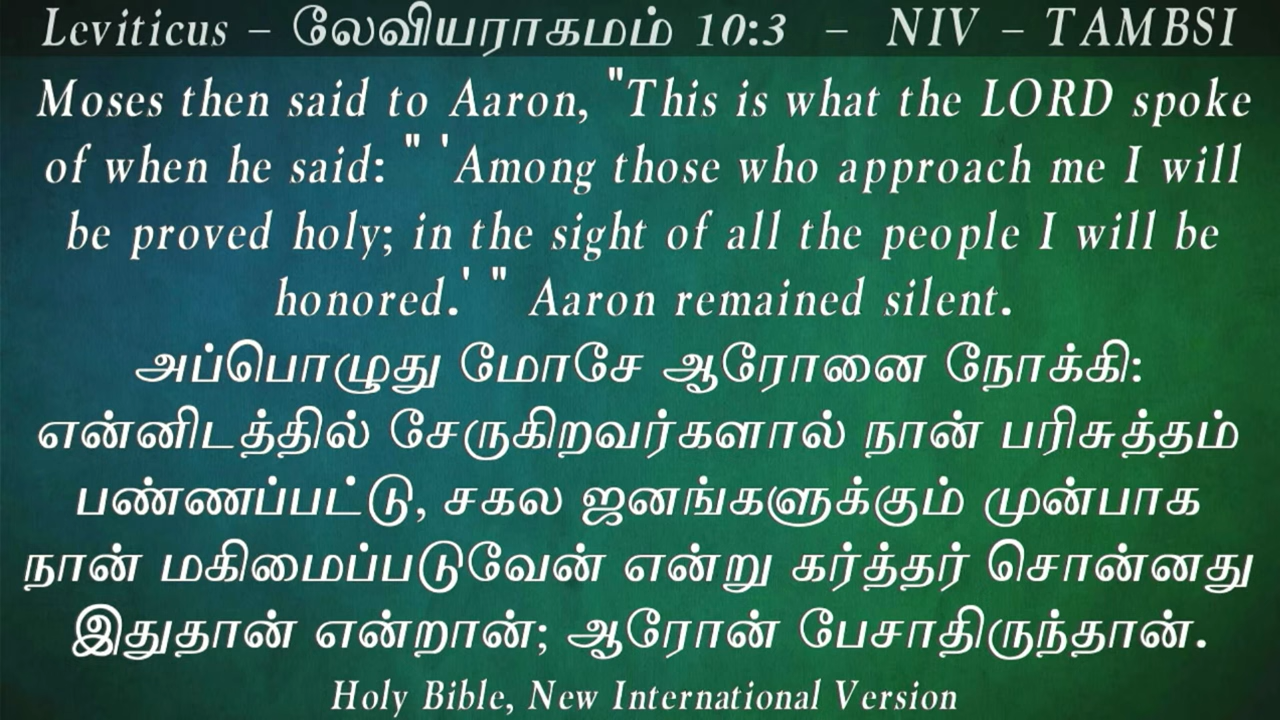 Leviticus – லேவியராகமம் 10:3 – NIV – TAMBSI
Moses then said to Aaron, "This is what the LORD spoke
of when he said: " 'Among those who approach me I will
be proved holy; in the sight of all the people I will be
honored.' " Aaron remained silent.
அப்பொழுது மோசே ஆரோனை நோக்கி:
என்னிடத்தில் சேருகிறவர்களால் நான் பரிசுத்தம்
பண்ணப்பட்டு, சகல ஜனங்களுக்கும் முன்பாக
நான் மகிமைப்படுவேன் என்று கர்த்தர் சொன்னது
இதுதான் என்றான்; ஆரோன் பேசாதிருந்தான்.
Holy Bible, New International Version